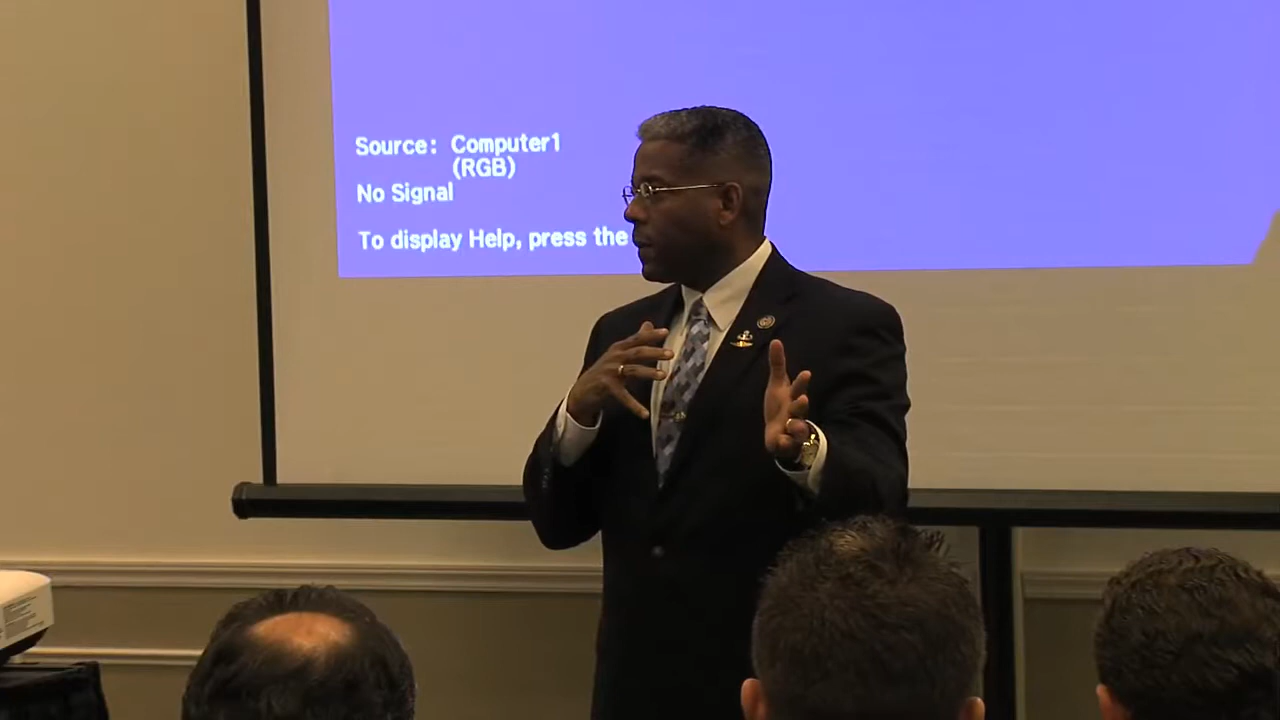 Source: Computer1
(RGB)
No Signal
To display Help, press the